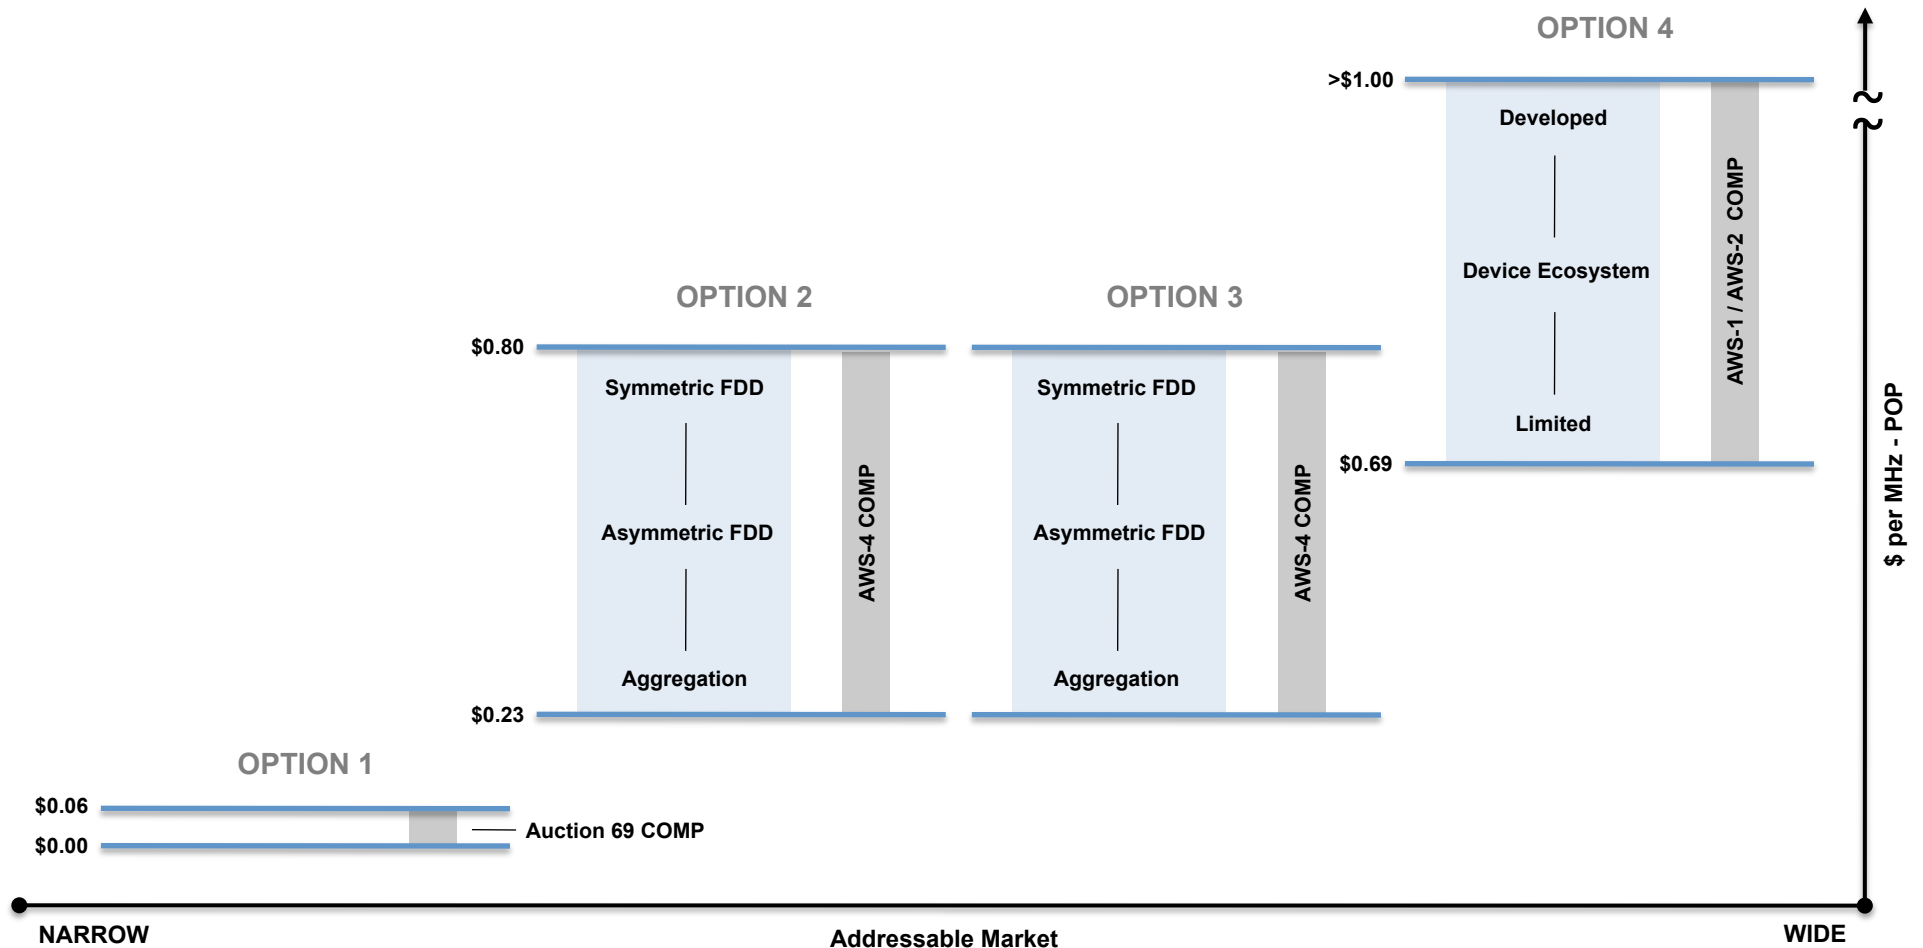 OPTION 4
>$1.00
Developed
Device Ecosystem
Limited
AWS-1 / AWS-2 COMP
$0.69
OPTION 2
$0.80
Symmetric FDD
Asymmetric FDD
Aggregation
AWS-4 COMP
$0.23
OPTION 3
Symmetric FDD
Asymmetric FDD
Aggregation
AWS-4 COMP
OPTION 1
$0.06
$0.00
Auction 69 COMP
$ per MHz - POP
NARROW
Addressable Market
WIDE